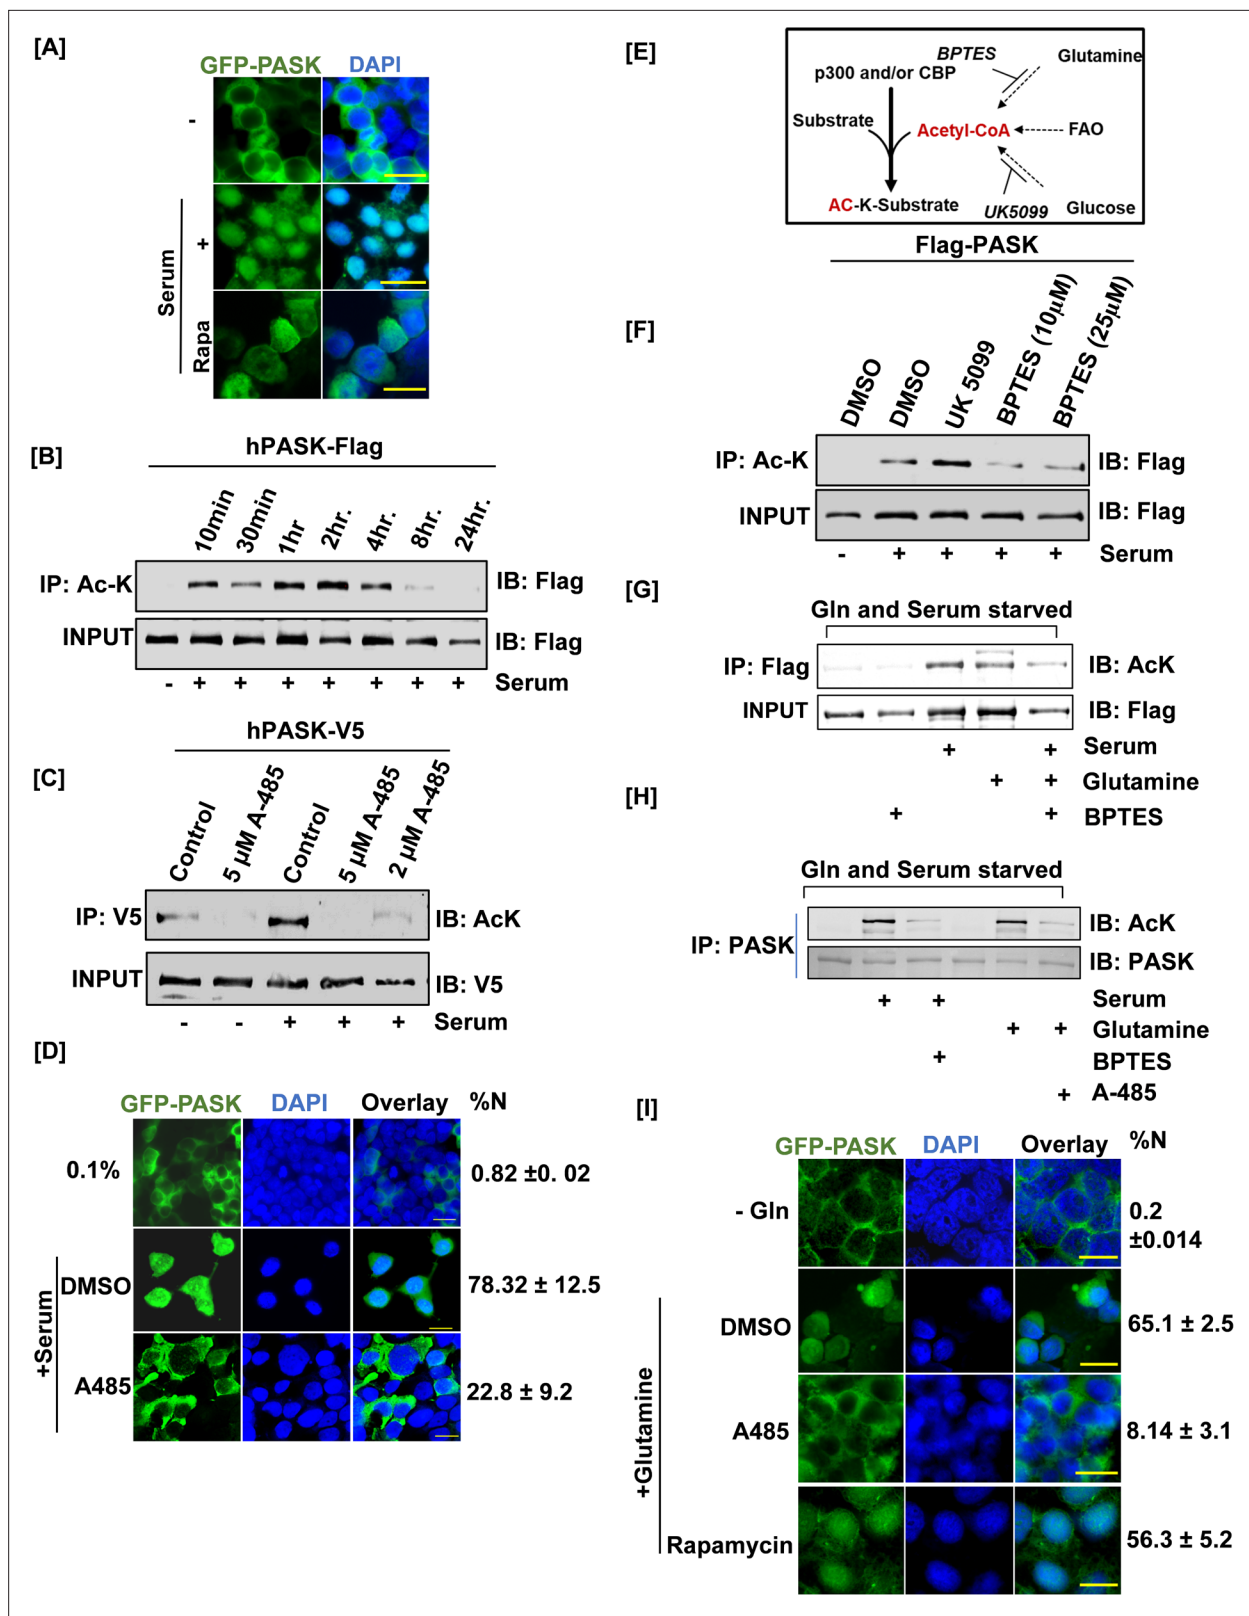 [A]
GFP-PASK DAPI
-
+
Rapa
Serum
[B]
hPASK-Flag
10min 30min 1hr 2hr. 4hr. 8hr. 24hr.
IP: Ac-K IB: Flag
INPUT IB: Flag
- + + + + + + + Serum
[C]
hPASK-V5
Control 5 µM A-485 Control 5 µM A-485 2 µM A-485
IP: V5 IB: AcK
INPUT IB: V5
- - + + + Serum
[D]
GFP-PASK DAPI Overlay %N
0.1% 0.82 ±0. 02
DMSO 78.32 ± 12.5
A485 22.8 ± 9.2
+Serum
[E]
BPTES Glutamine
p300 and/or CBP
Substrate Acetyl-CoA FAO
AC-K-Substrate UK5099 Glucose
[F]
Flag-PASK
DMSO DMSO UK 5099 BPTES (10µM) BPTES (25µM)
IP: Ac-K IB: Flag
INPUT IB: Flag
- + + + + Serum
[G]
Gln and Serum starved
IP: Flag IB: AcK
INPUT IB: Flag
+ + Serum
+ + Glutamine
+ + BPTES
[H]
Gln and Serum starved
IP: PASK IB: AcK
IB: PASK
+ + Serum
+ + Glutamine
+ BPTES
+ A-485
[I]
GFP-PASK DAPI Overlay %N
- Gln 0.2
±0.014
DMSO 65.1 ± 2.5
A485 8.14 ± 3.1
Rapamycin 56.3 ± 5.2
+Glutamine